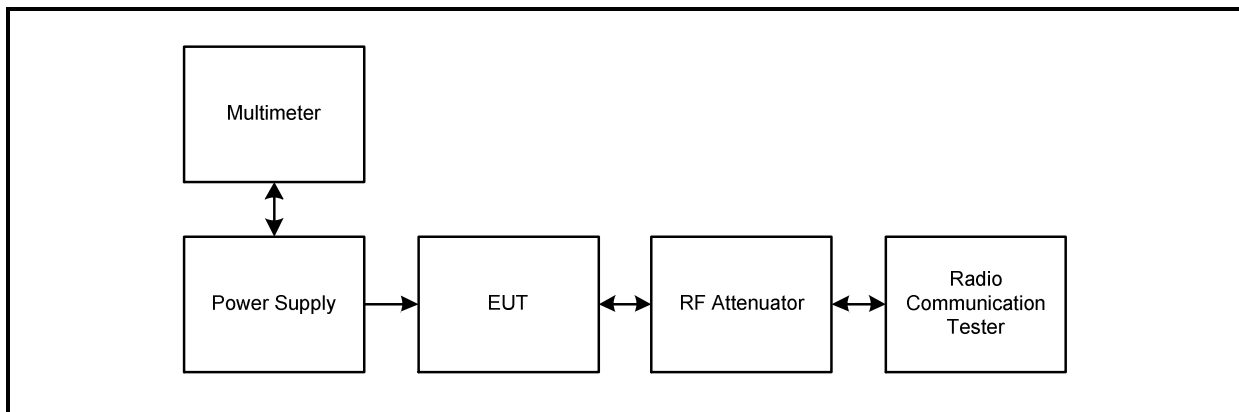 Multimeter
Power Supply
EUT
RF Attenuator
Radio
Communication
Tester